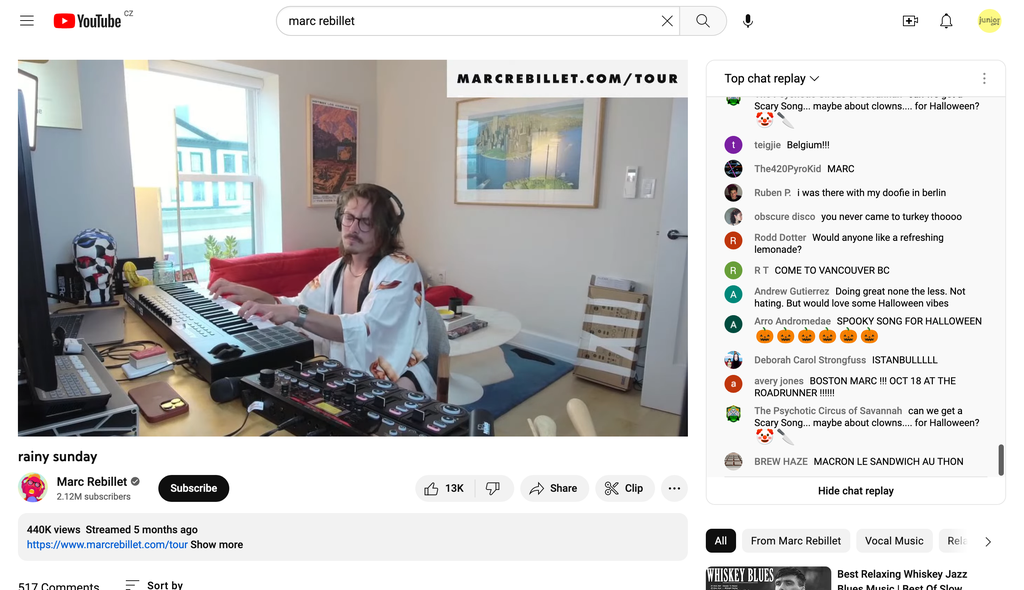 YouTube CZ
marc rebillet
junior
MARCREBILLET.COM/TOUR
rainy sunday
Marc Rebillet
2.12M subscribers
Subscribe
13K
Share
Clip
440K views Streamed 5 months ago
https://www.marcrebillet.com/tour Show more
517 Comments
Sort by
Top chat replay
Scary Song... maybe about clowns.... for Halloween?
🤡🔪
t
teigjie Belgium!!!
The420PyroKid MARC
Ruben P. i was there with my doofie in berlin
obscure disco you never came to turkey thoooo
R
Rodd Dotter Would anyone like a refreshing
lemonade?
R
R T COME TO VANCOUVER BC
A
Andrew Gutierrez Doing great none the less. Not
hating. But would love some Halloween vibes
A
Arro Andromedae SPOOKY SONG FOR HALLOWEEN
🎃🎃🎃🎃🎃🎃
Deborah Carol Strongfuss ISTANBULLLLL
a
avery jones BOSTON MARC !!! OCT 18 AT THE
ROADRUNNER !!!!!!
The Psychotic Circus of Savannah can we get a
Scary Song... maybe about clowns.... for Halloween?
🤡🔪
BREW HAZE MACRON LE SANDWICH AU THON
Hide chat replay
All
From Marc Rebillet
Vocal Music
Rela
WHISKEY BLUES
Best Relaxing Whiskey Jazz
Blues Music | Best Of Slow